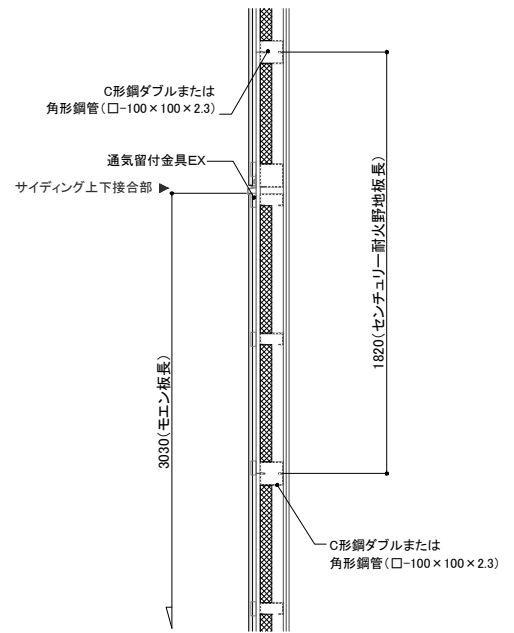 C形鋼ダブルまたは
角形鋼管(□-100×100×2.3)
通気留付金具EX
サイディング上下接合部 ▶
1820(センチュリー耐火野地板長)
3030(モエン板長)
C形鋼ダブルまたは
角形鋼管(□-100×100×2.3)